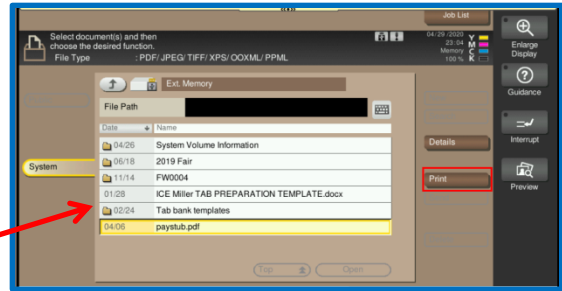 Job List
Select document(s) and then
choose the desired function.
File Type : PDF/ JPEG/ TIFF/ XPS/ OOXML/ PPML
04/29 /2020
23:04
Memory
100 %
Y
M
C
K
Enlarge
Display
Ext. Memory
Guidance
File Path
Date Name
04/26 System Volume Information
Details
Interrupt
System
06/18 2019 Fair
11/14 FW0004
Print
01/28 ICE Miller TAB PREPARATION TEMPLATE.docx
Preview
02/24 Tab bank templates
04/06 paystub.pdf
Top Open